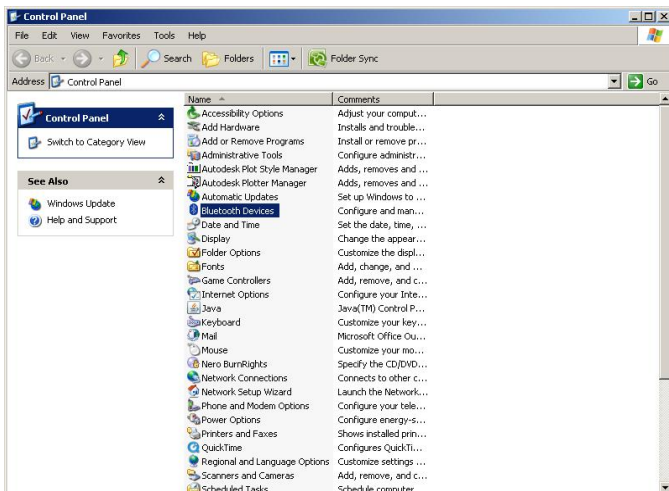 Control Panel
File Edit View Favorites Tools Help
Back Search Folders Folder Sync
Address Control Panel Go
Control Panel
Switch to Category View
See Also
Windows Update
Help and Support
Name Comments
Accessibility Options Adjust your comput...
Add Hardware Installs and trouble...
Add or Remove Programs Install or remove pr...
Administrative Tools Configure administr...
Autodesk Plot Style Manager Adds, removes and ...
Autodesk Plotter Manager Adds, removes and ...
Automatic Updates Set up Windows to ...
Bluetooth Devices Configure and man...
Date and Time Set the date, time, ...
Display Change the appear...
Folder Options Customize the displ...
Fonts Add, change, and ...
Game Controllers Add, remove, and c...
Internet Options Configure your Inte...
Java Java(TM) Control P...
Keyboard Customize your key...
Mail Microsoft Office Ou...
Mouse Customize your mo...
Nero BurnRights Specify the CD/DVD...
Network Connections Connects to other c...
Network Setup Wizard Launch the Network...
Phone and Modem Options Configure your tele...
Power Options Configure energy-s...
Printers and Faxes Shows installed prin...
QuickTime Configures QuickTi...
Regional and Language Options Customize settings ...
Scanners and Cameras Add, remove, and c...
Scheduled Tasks Schedule computer